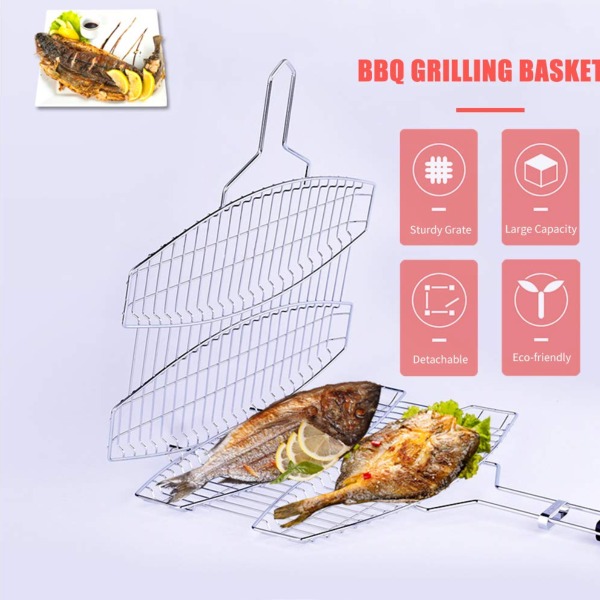 BBQ GRILLING BASKET
Sturdy Grate
Large Capacity
Detachable
Eco-friendly